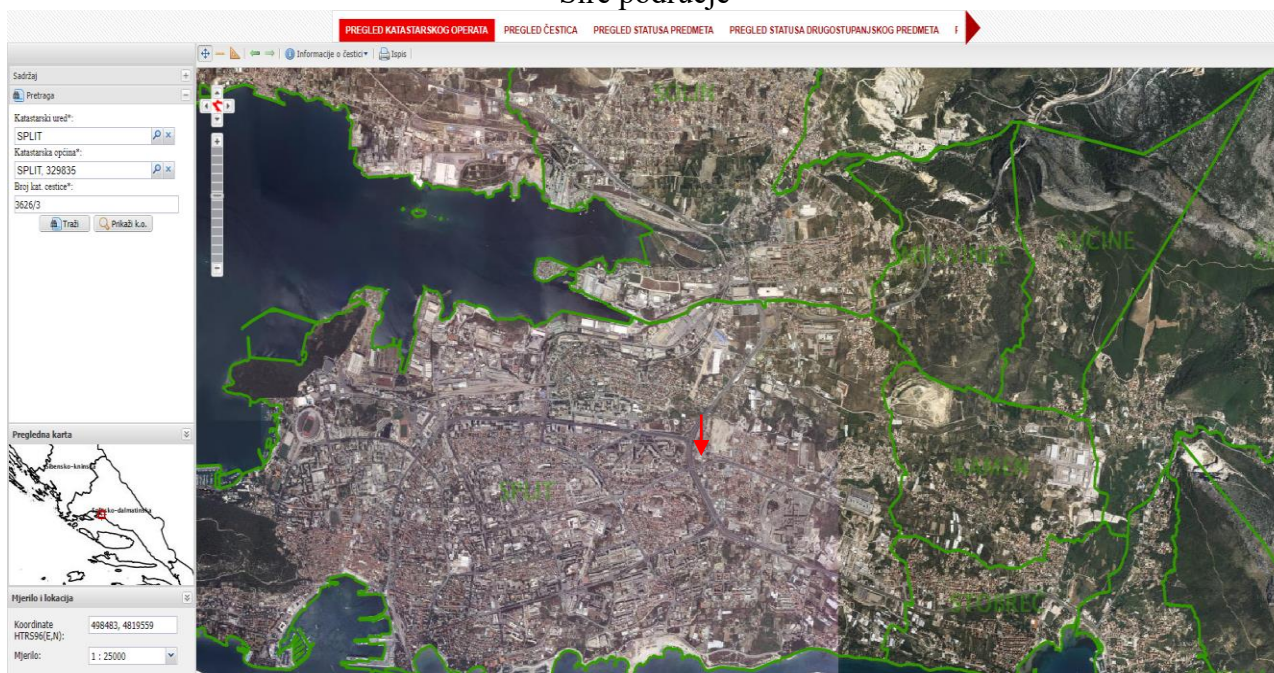 Šire područje
PREGLED KATASTARSKOG OPERATA PREGLED ČESTICA PREGLED STATUSA PREDMETA PREGLED STATUSA DRUGOSTUPANJSKOG PREDMETA
Informacije o čestici Ispis
Sadržaj
Pretraga
Katastarski ured*:
SPLIT
Katastarska općina*:
SPLIT, 329835
Broj kat. cestice*:
3626/3
Traži Prikaži k.o.
SOLIN
KUČINE
KAMEN
SPLIT
STOBREČ
Pregledna karta
Šibensko-kninska
Splitsko-dalmatinska
Mjerilo i lokacija
Koordinate
HTRS96(E,N):
498483, 4819559
Mjerilo:
1 : 25000